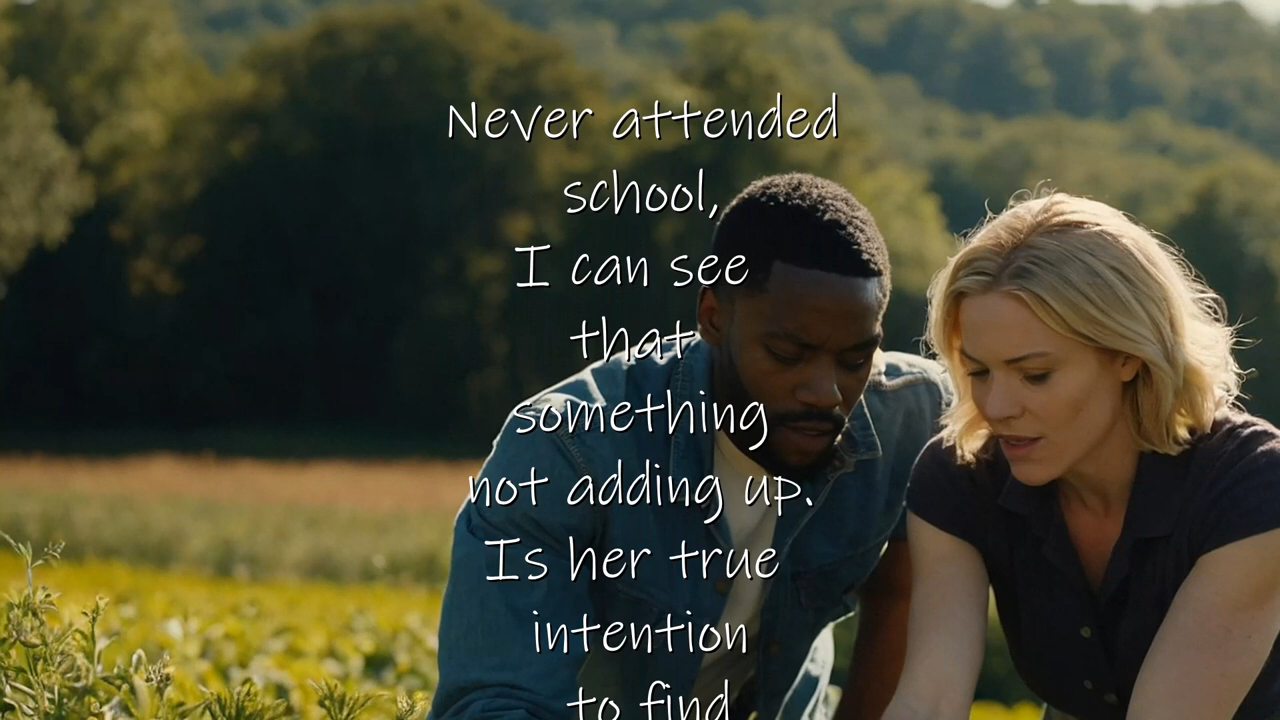 Never attended
school,
I can see
that
something
not adding up.
Is her true
intention
to find